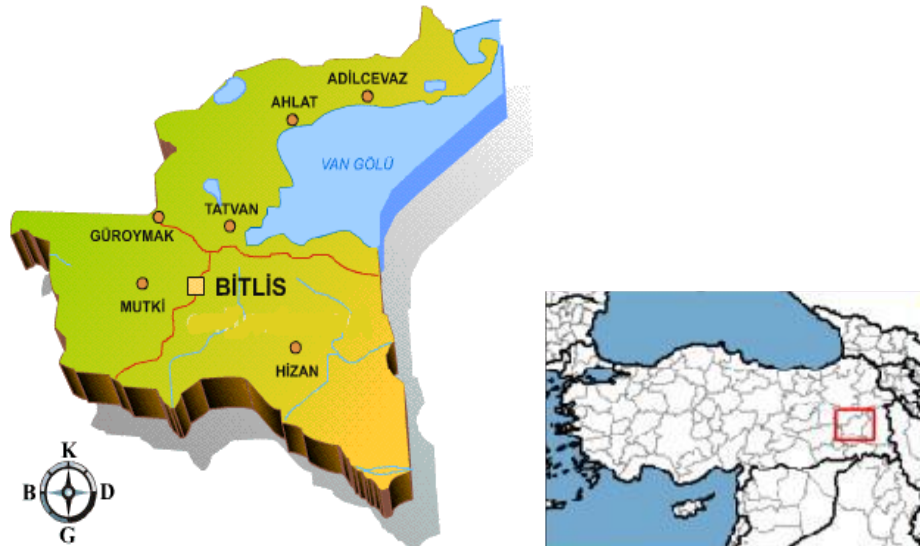 ADİLCEVAZ
AHLAT
VAN GÖLÜ
TATVAN
GÜROYMAK
BİTLİS
MUTKİ
HİZAN
K
B D
G